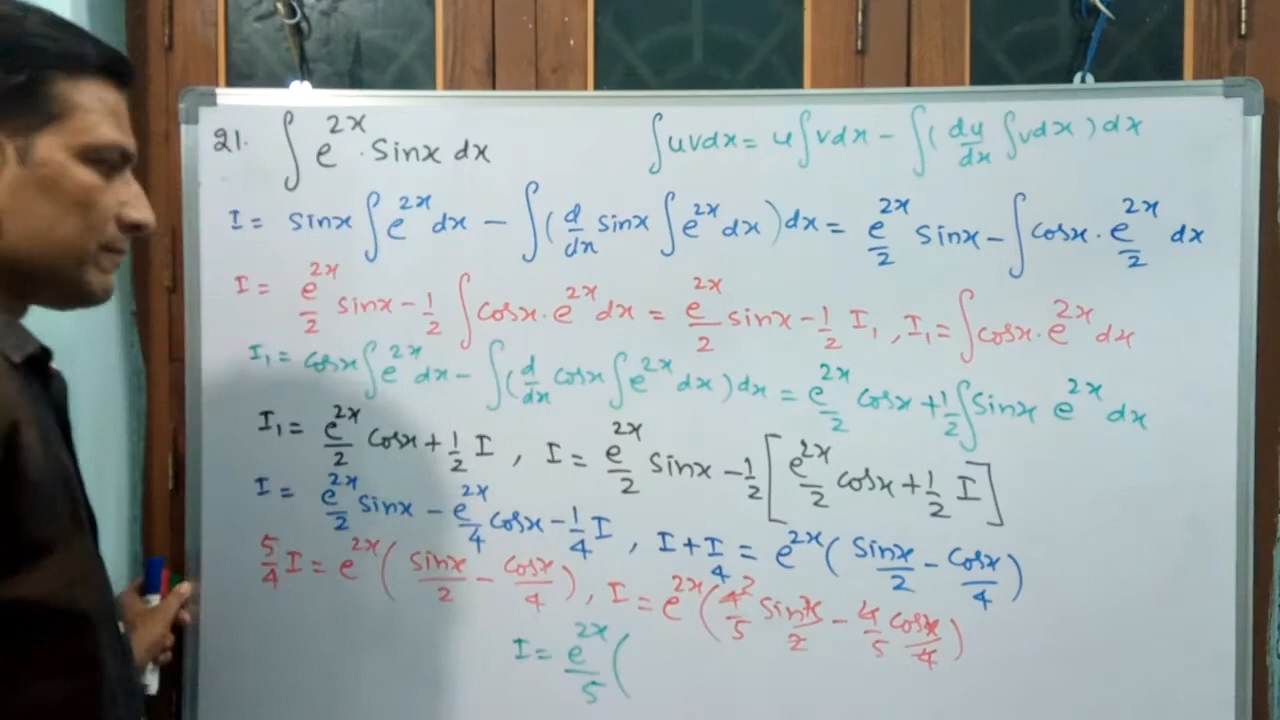 21. ∫ e^{2x} . Sinx dx ∫uvdx = u∫vdx − ∫(du/dx ∫vdx)dx
I = sinx ∫e^{2x}dx − ∫(d/dx sinx ∫e^{2x}dx)dx = e^{2x}/2 sinx − ∫cosx . e^{2x}/2 dx
I = e^{2x}/2 sinx − 1/2 ∫cosx . e^{2x}dx = e^{2x}/2 sinx − 1/2 I₁ , I₁ = ∫cosx . e^{2x}dx
I₁ = cosx∫e^{2x}dx − ∫(d/dx cosx ∫e^{2x}dx)dx = e^{2x}/2 cosx + 1/2∫Sinx e^{2x} dx
I₁ = e^{2x}/2 cosx + 1/2 I , I = e^{2x}/2 sinx − 1/2[e^{2x}/2 cosx + 1/2 I]
I = e^{2x}/2 sinx − e^{2x}/4 cosx − 1/4 I , I + I/4 = e^{2x}(sinx/2 − cosx/4)
5/4 I = e^{2x}(sinx/2 − cosx/4) , I = e^{2x}(4²/5 sinx/2 − 4/5 cosx/4)
I = e^{2x}/5 (